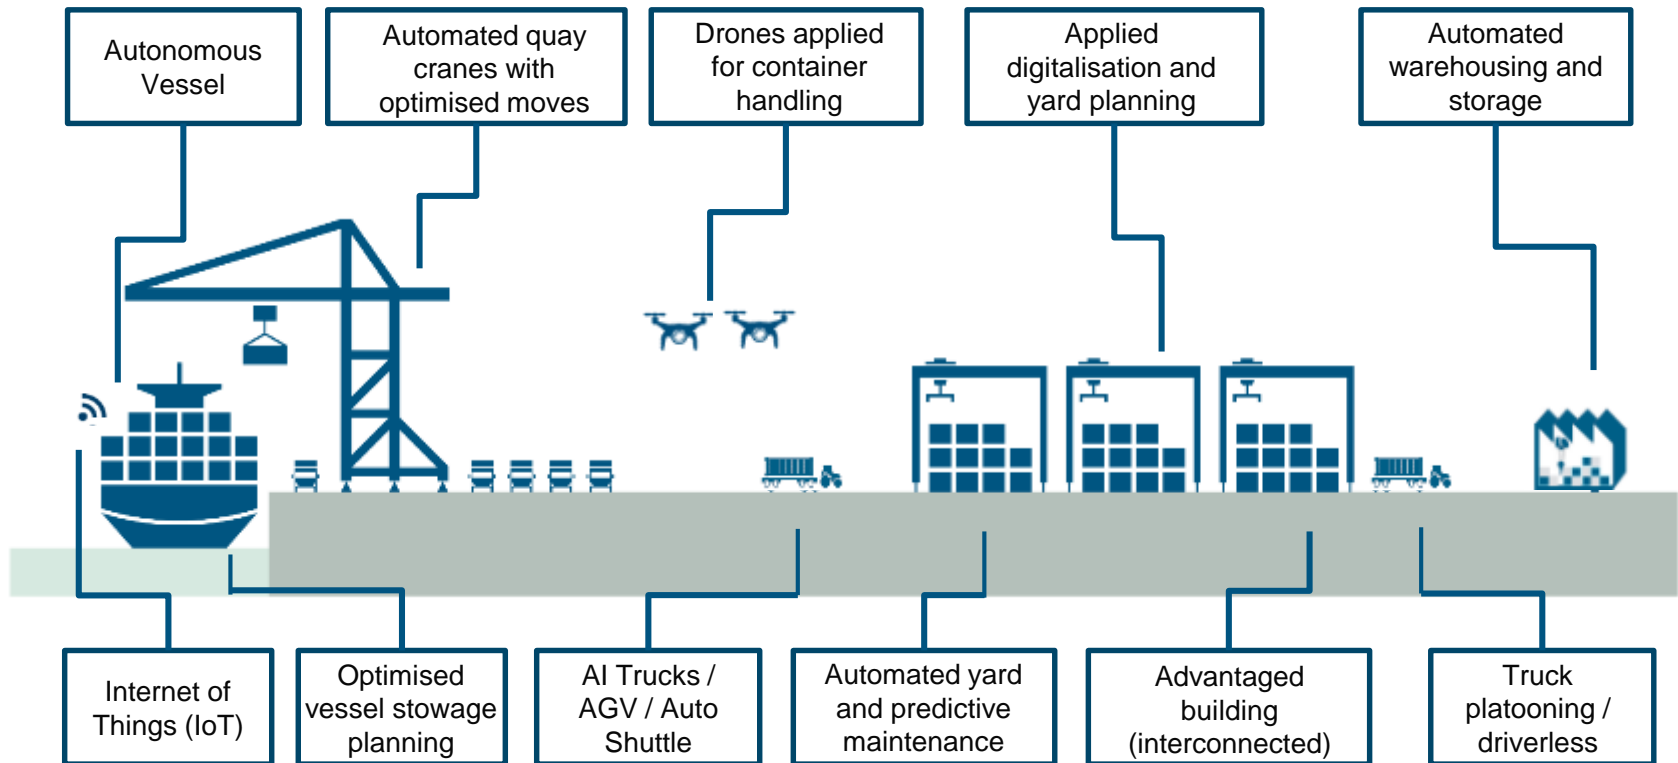 Autonomous
Vessel
Automated quay
cranes with
optimised moves
Drones applied
for container
handling
Applied
digitalisation and
yard planning
Automated
warehousing and
storage
Internet of
Things (IoT)
Optimised
vessel stowage
planning
AI Trucks /
AGV / Auto
Shuttle
Automated yard
and predictive
maintenance
Advantaged
building
(interconnected)
Truck
platooning /
driverless